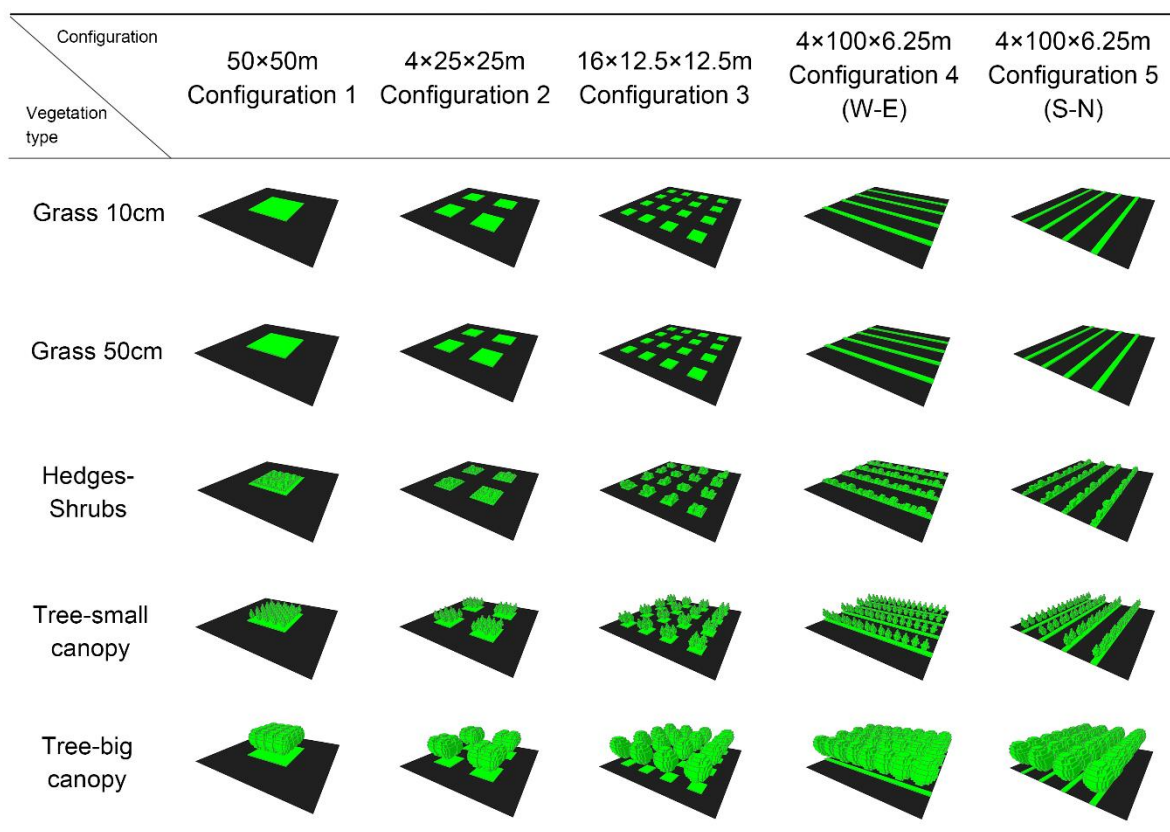 Configuration
Vegetation
type
50×50m
Configuration 1
4×25×25m
Configuration 2
16×12.5×12.5m
Configuration 3
4×100×6.25m
Configuration 4
(W-E)
4×100×6.25m
Configuration 5
(S-N)
Grass 10cm
Grass 50cm
Hedges-
Shrubs
Tree-small
canopy
Tree-big
canopy